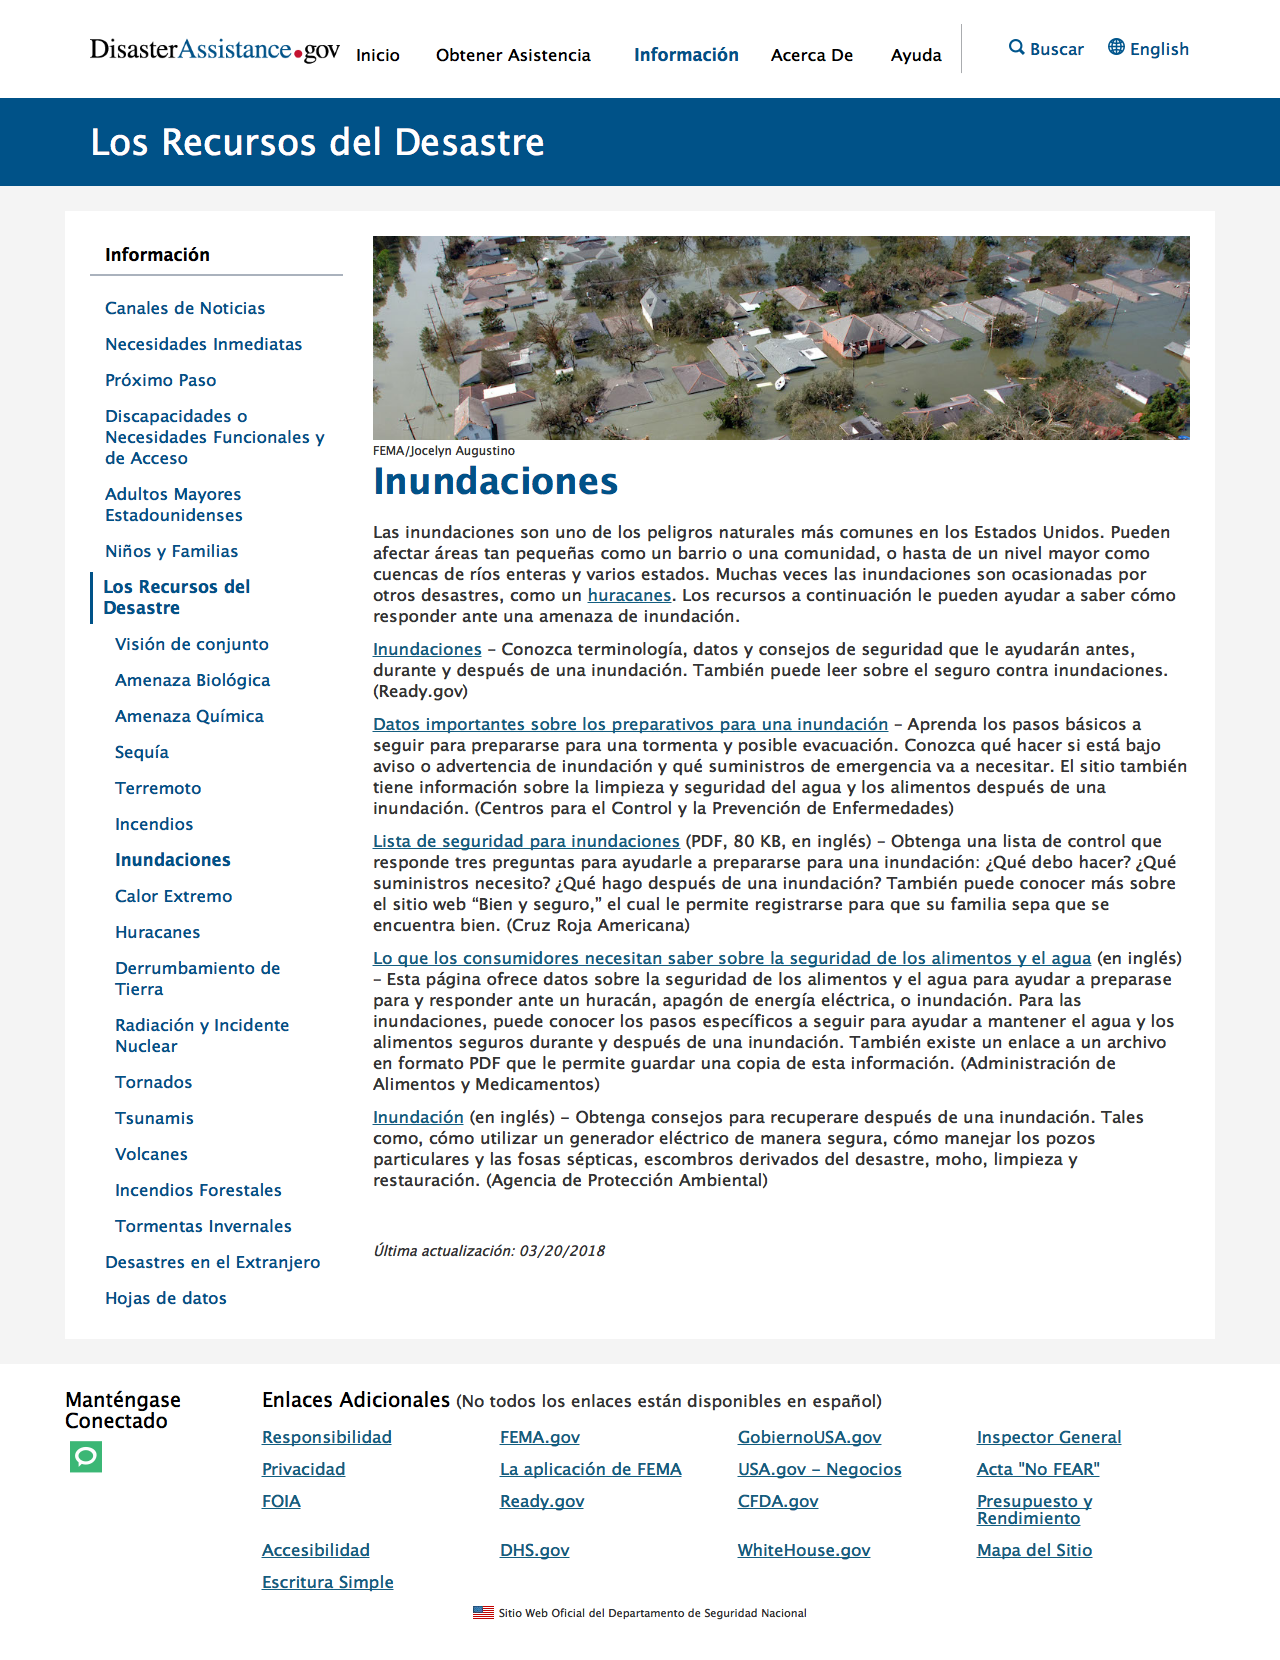 DisasterAssistance.gov
Inicio
Obtener Asistencia
Información
Acerca De
Ayuda
Buscar
English
Los Recursos del Desastre
Información
Canales de Noticias
Necesidades Inmediatas
Próximo Paso
Discapacidades o
Necesidades Funcionales y
de Acceso
Adultos Mayores
Estadounidenses
Niños y Familias
Los Recursos del
Desastre
Visión de conjunto
Amenaza Biológica
Amenaza Química
Sequía
Terremoto
Incendios
Inundaciones
Calor Extremo
Huracanes
Derrumbamiento de
Tierra
Radiación y Incidente
Nuclear
Tornados
Tsunamis
Volcanes
Incendios Forestales
Tormentas Invernales
Desastres en el Extranjero
Hojas de datos
FEMA/Jocelyn Augustino
Inundaciones
Las inundaciones son uno de los peligros naturales más comunes en los Estados Unidos. Pueden
afectar áreas tan pequeñas como un barrio o una comunidad, o hasta de un nivel mayor como
cuencas de ríos enteras y varios estados. Muchas veces las inundaciones son ocasionadas por
otros desastres, como un huracanes. Los recursos a continuación le pueden ayudar a saber cómo
responder ante una amenaza de inundación.
Inundaciones – Conozca terminología, datos y consejos de seguridad que le ayudarán antes,
durante y después de una inundación. También puede leer sobre el seguro contra inundaciones.
(Ready.gov)
Datos importantes sobre los preparativos para una inundación – Aprenda los pasos básicos a
seguir para prepararse para una tormenta y posible evacuación. Conozca qué hacer si está bajo
aviso o advertencia de inundación y qué suministros de emergencia va a necesitar. El sitio también
tiene información sobre la limpieza y seguridad del agua y los alimentos después de una
inundación. (Centros para el Control y la Prevención de Enfermedades)
Lista de seguridad para inundaciones (PDF, 80 KB, en inglés) – Obtenga una lista de control que
responde tres preguntas para ayudarle a prepararse para una inundación: ¿Qué debo hacer? ¿Qué
suministros necesito? ¿Qué hago después de una inundación? También puede conocer más sobre
el sitio web “Bien y seguro,” el cual le permite registrarse para que su familia sepa que se
encuentra bien. (Cruz Roja Americana)
Lo que los consumidores necesitan saber sobre la seguridad de los alimentos y el agua (en inglés)
– Esta página ofrece datos sobre la seguridad de los alimentos y el agua para ayudar a preparase
para y responder ante un huracán, apagón de energía eléctrica, o inundación. Para las
inundaciones, puede conocer los pasos específicos a seguir para ayudar a mantener el agua y los
alimentos seguros durante y después de una inundación. También existe un enlace a un archivo
en formato PDF que le permite guardar una copia de esta información. (Administración de
Alimentos y Medicamentos)
Inundación (en inglés) – Obtenga consejos para recuperare después de una inundación. Tales
como, cómo utilizar un generador eléctrico de manera segura, cómo manejar los pozos
particulares y las fosas sépticas, escombros derivados del desastre, moho, limpieza y
restauración. (Agencia de Protección Ambiental)
Última actualización: 03/20/2018
Manténgase
Conectado
Enlaces Adicionales (No todos los enlaces están disponibles en español)
Responsibilidad
FEMA.gov
GobiernoUSA.gov
Inspector General
Privacidad
La aplicación de FEMA
USA.gov – Negocios
Acta "No FEAR"
FOIA
Ready.gov
CFDA.gov
Presupuesto y
Rendimiento
Accesibilidad
DHS.gov
WhiteHouse.gov
Mapa del Sitio
Escritura Simple
Sitio Web Oficial del Departamento de Seguridad Nacional